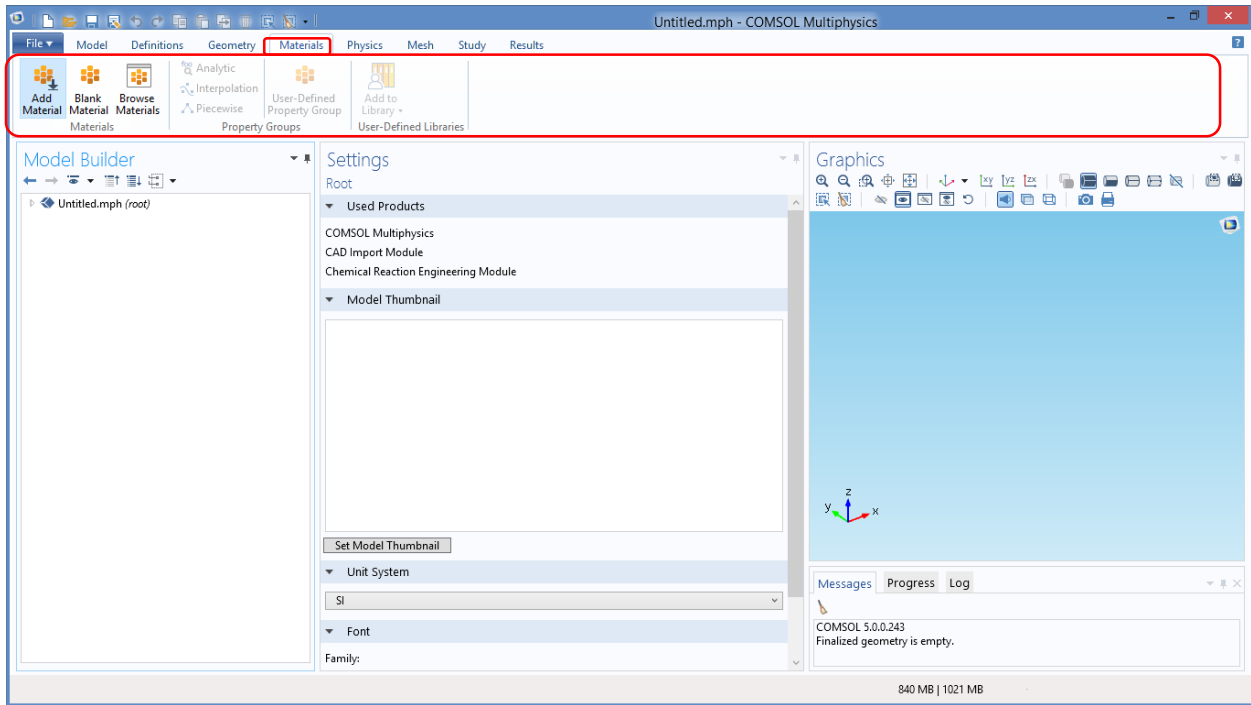 Untitled.mph - COMSOL Multiphysics
File Model Definitions Geometry Materials Physics Mesh Study Results
Add Material
Blank Material
Browse Materials
Materials
Analytic
Interpolation
Piecewise
User-Defined Property Group
Property Groups
Add to Library
User-Defined Libraries
Model Builder
Untitled.mph (root)
Settings
Root
Used Products
COMSOL Multiphysics
CAD Import Module
Chemical Reaction Engineering Module
Model Thumbnail
Set Model Thumbnail
Unit System
SI
Font
Family:
Graphics
xy yz zx
z
y
x
Messages Progress Log
COMSOL 5.0.0.243
Finalized geometry is empty.
840 MB | 1021 MB